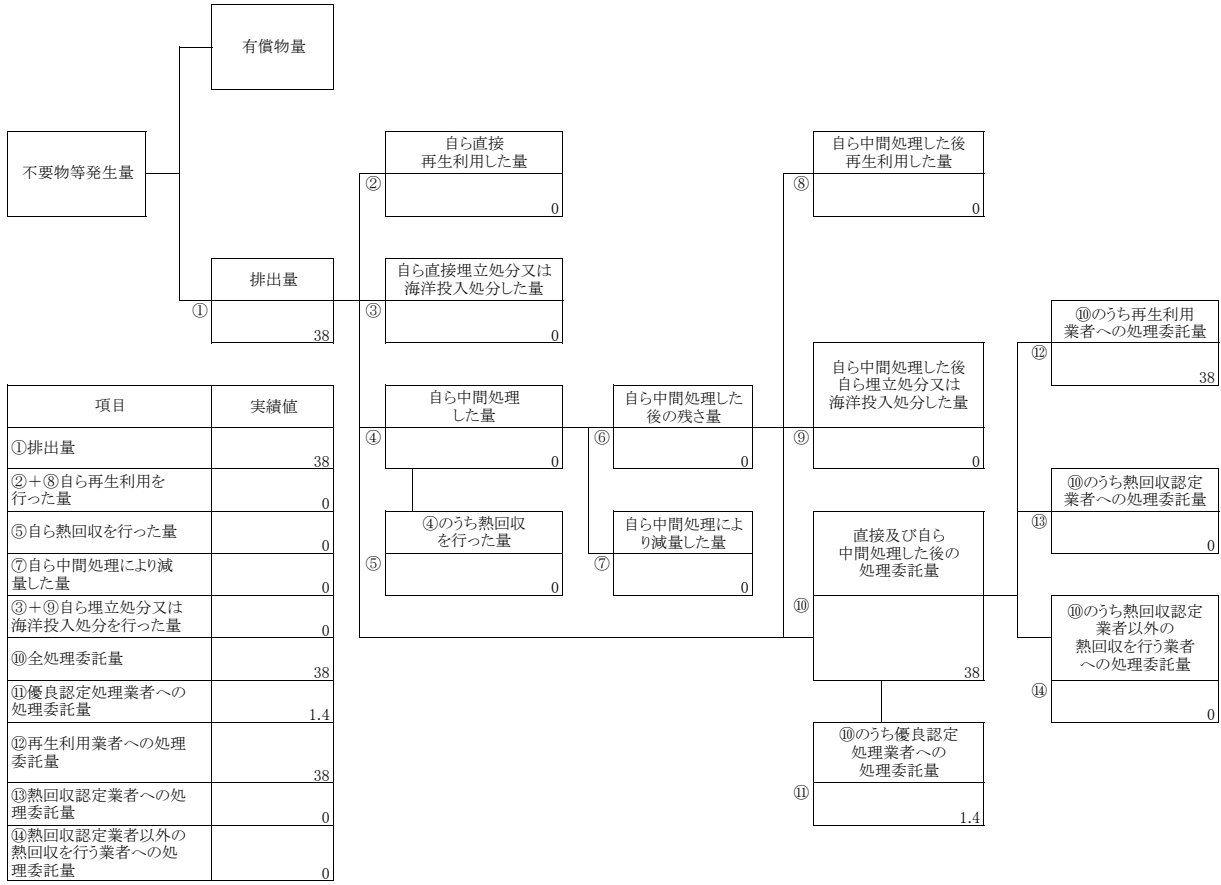 有償物量
不要物等発生量
自ら直接
再生利用した量
②
0
自ら中間処理した後
再生利用した量
⑧
0
排出量
①
38
自ら直接埋立処分又は
海洋投入処分した量
③
0
⑩のうち再生利用
業者への処理委託量
⑫
38
自ら中間処理
した量
④
0
自ら中間処理した
後の残さ量
⑥
0
自ら中間処理した後
自ら埋立処分又は
海洋投入処分した量
⑨
0
⑩のうち熱回収認定
業者への処理委託量
⑬
0
④のうち熱回収
を行った量
⑤
0
自ら中間処理によ
り減量した量
⑦
0
直接及び自ら
中間処理した後の
処理委託量
⑩
38
⑩のうち熱回収認定
業者以外の
熱回収を行う業者
への処理委託量
⑭
0
⑩のうち優良認定
処理業者への
処理委託量
⑪
1.4
項目 実績値
①排出量
38
②+⑧自ら再生利用を
行った量 0
⑤自ら熱回収を行った量
0
⑦自ら中間処理により減
量した量 0
③+⑨自ら埋立処分又は
海洋投入処分を行った量 0
⑩全処理委託量
38
⑪優良認定処理業者への
処理委託量 1.4
⑫再生利用業者への処理
委託量
38
⑬熱回収認定業者への処
理委託量 0
⑭熱回収認定業者以外の
熱回収を行う業者への処
理委託量 0